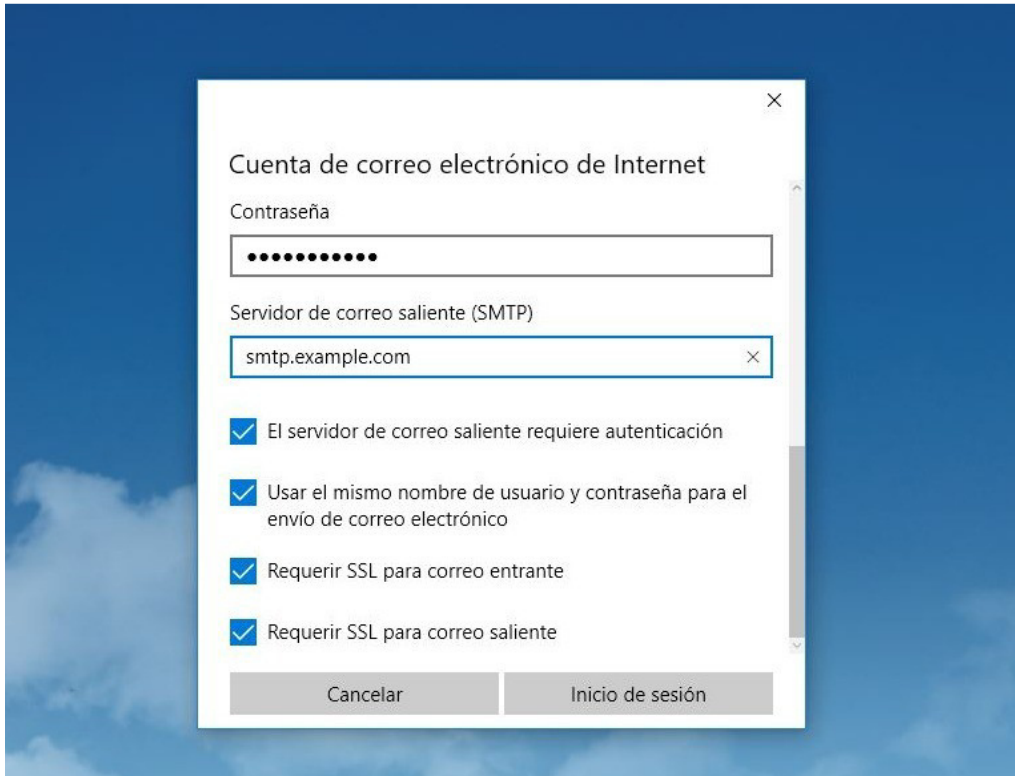 Cuenta de correo electrónico de Internet
Contraseña
•••••••••••
Servidor de correo saliente (SMTP)
smtp.example.com
El servidor de correo saliente requiere autenticación
Usar el mismo nombre de usuario y contraseña para el
envío de correo electrónico
Requerir SSL para correo entrante
Requerir SSL para correo saliente
Cancelar
Inicio de sesión